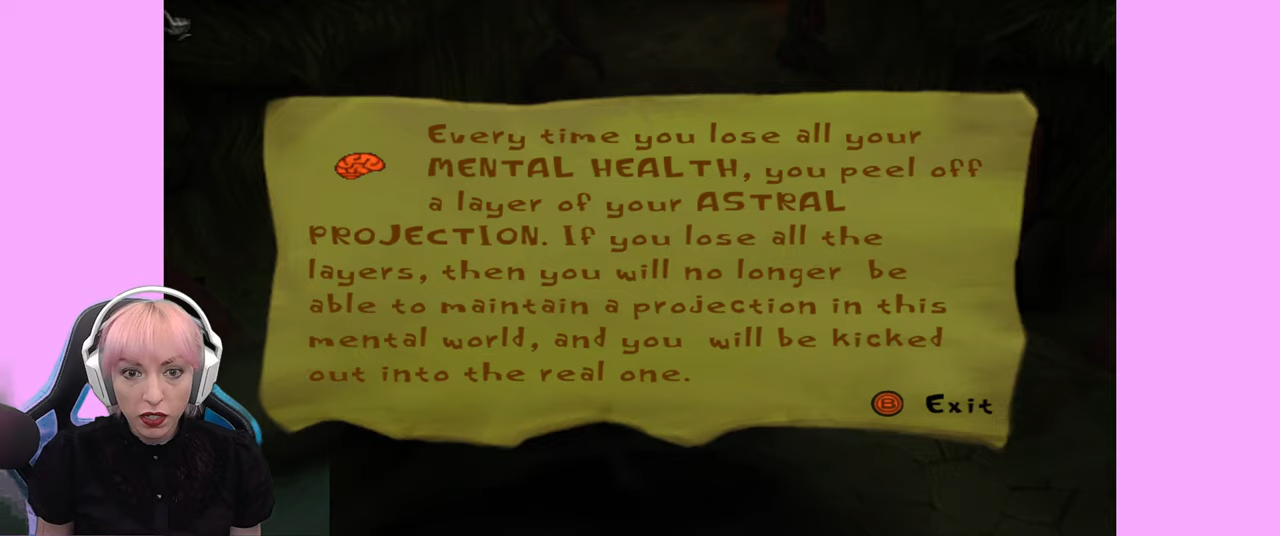 Every time you lose all your
MENTAL HEALTH, you peel off
a layer of your ASTRAL
PROJECTION. If you lose all the
layers, then you will no longer be
able to maintain a projection in this
mental world, and you will be kicked
out into the real one.
B Exit